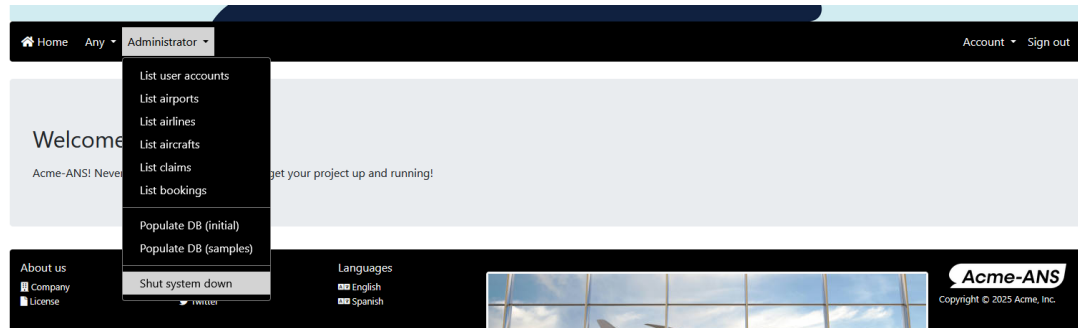 Home Any Administrator Account Sign out
List user accounts
List airports
List airlines
List aircrafts
List claims
List bookings
Populate DB (initial)
Populate DB (samples)
Shut system down
Welcome
Acme-ANS! get your project up and running!
About us
Company
License
Twitter
Languages
English
Spanish
Acme-ANS
Copyright © 2025 Acme, Inc.